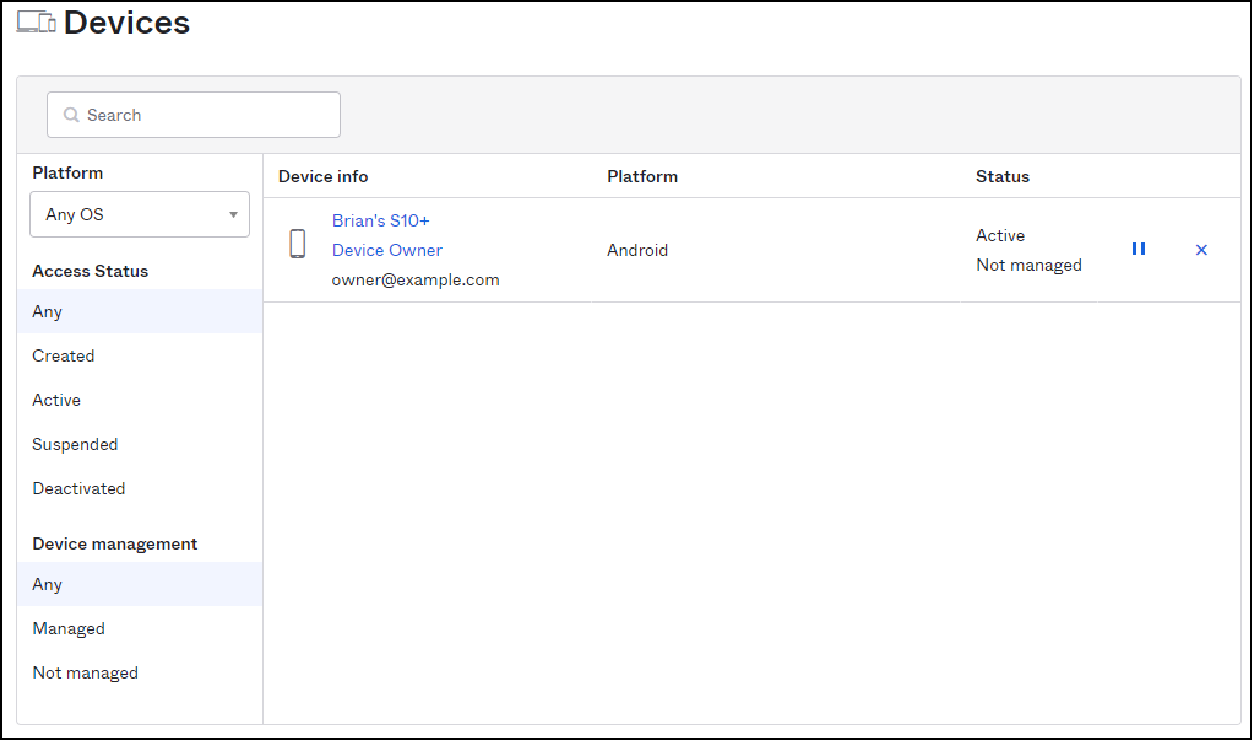 Devices
Search
Platform
Any OS
Access Status
Any
Created
Active
Suspended
Deactivated
Device management
Any
Managed
Not managed
Device info Platform Status
Brian's S10+
Device Owner
owner@example.com
Android
Active
Not managed